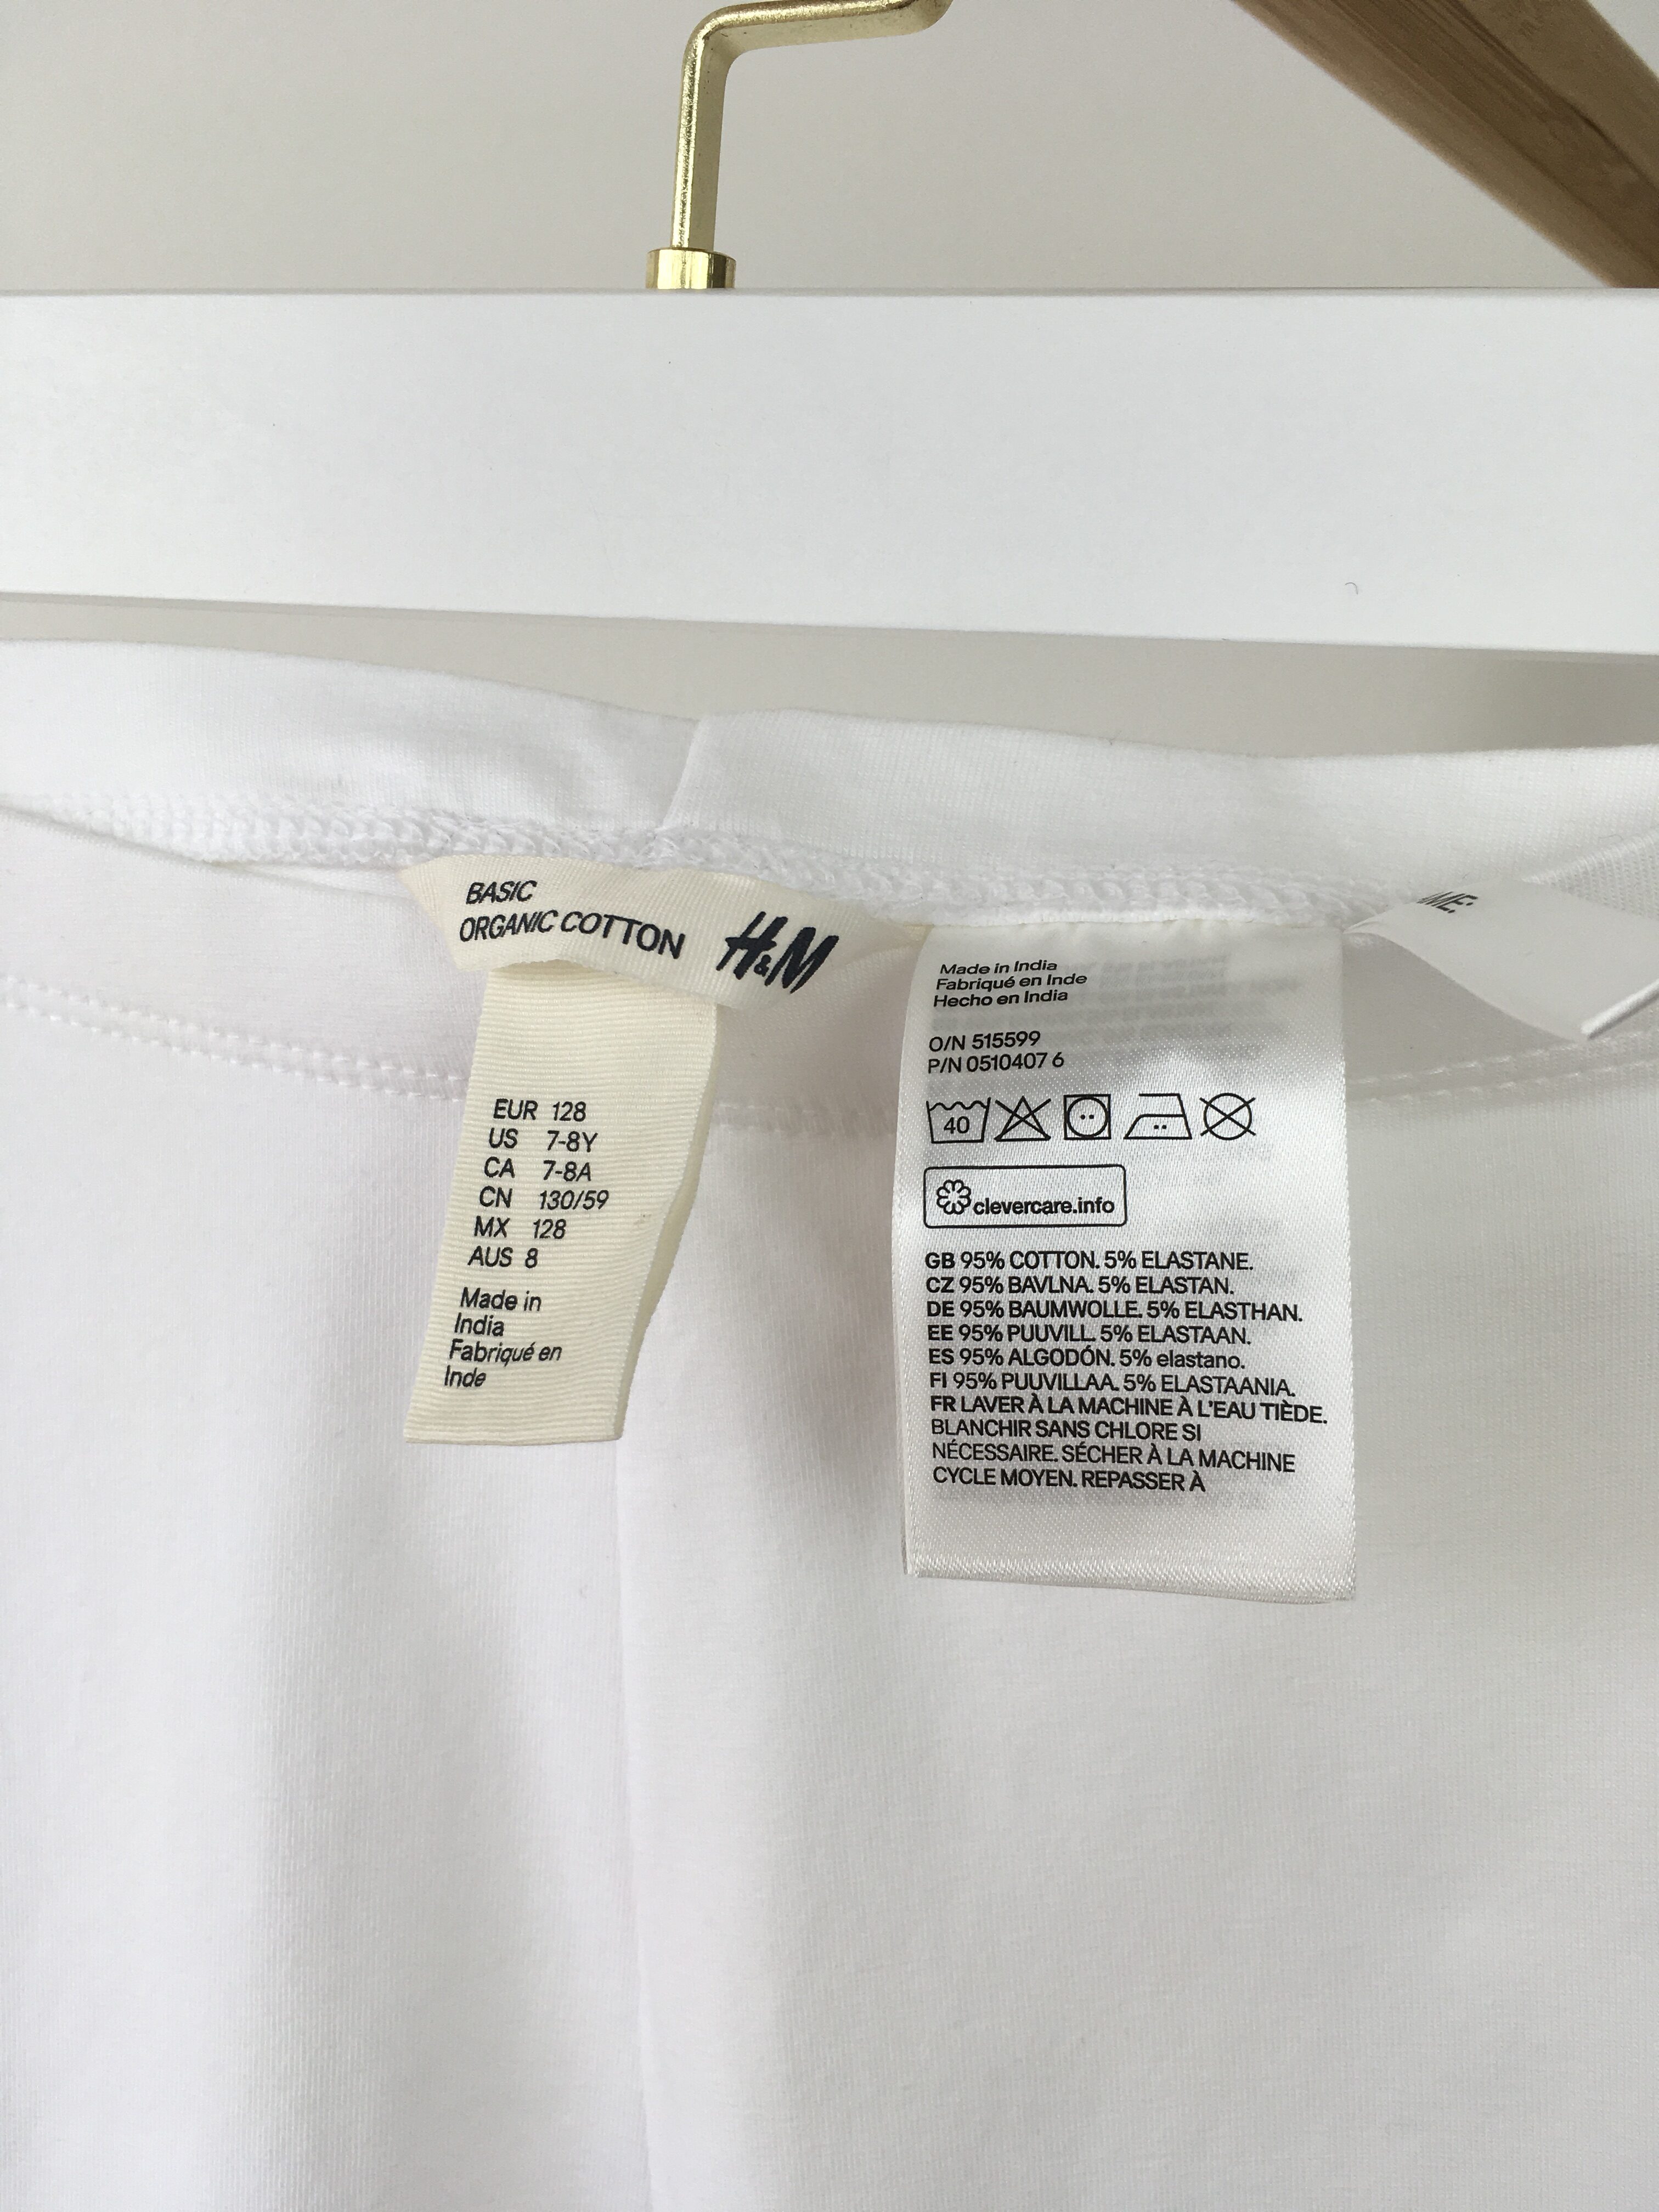 BASIC
ORGANIC COTTON
H&M
EUR 128
US 7-8Y
CA 7-8A
CN 130/59
MX 128
AUS 8
Made in
India
Fabriqué en
Inde
Made in India
Fabriqué en Inde
Hecho en India
O/N 515599
P/N 0510407 6
40
clevercare.info
GB 95% COTTON. 5% ELASTANE.
CZ 95% BAVLNA. 5% ELASTAN.
DE 95% BAUMWOLLE. 5% ELASTHAN.
EE 95% PUUVILL. 5% ELASTAAN.
ES 95% ALGODÓN. 5% elastano.
FI 95% PUUVILLAA. 5% ELASTAANIA.
FR LAVER À LA MACHINE À L'EAU TIÈDE.
BLANCHIR SANS CHLORE SI
NÉCESSAIRE. SÉCHER À LA MACHINE
CYCLE MOYEN. REPASSER À